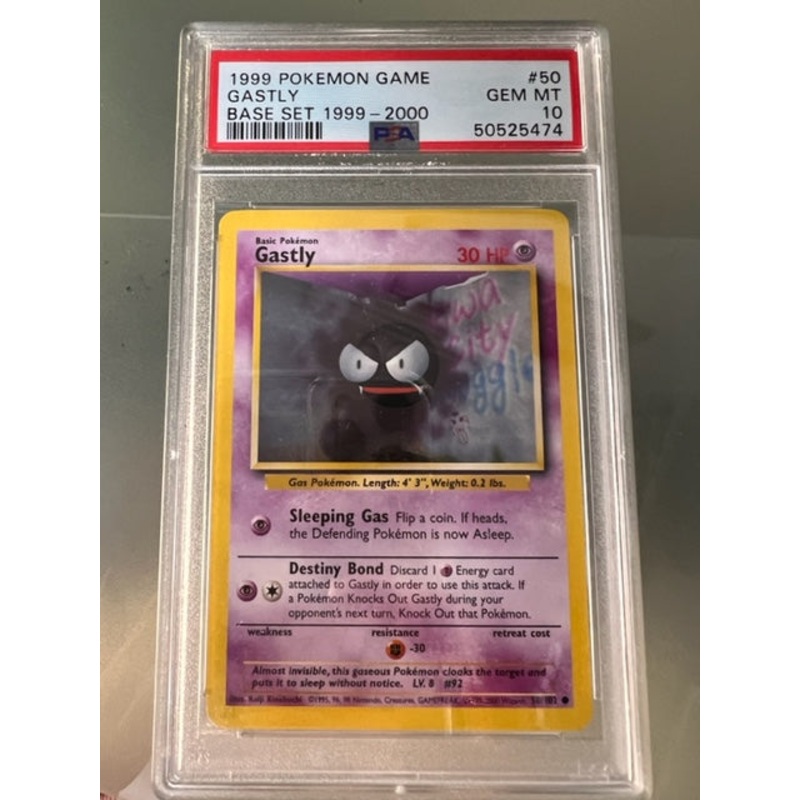 1999 POKEMON GAME #50
GASTLY GEM MT
BASE SET 1999-2000 10
PSA 50525474
Basic Pokémon
Gastly 30 HP
Gas Pokémon. Length: 4' 3", Weight: 0.2 lbs.
Sleeping Gas Flip a coin. If heads,
the Defending Pokémon is now Asleep.
Destiny Bond Discard 1 Energy card
attached to Gastly in order to use this attack. If
a Pokémon Knocks Out Gastly during your
opponent's next turn, Knock Out that Pokémon.
weakness resistance retreat cost
-30
Almost invisible, this gaseous Pokémon cloaks the target and
puts it to sleep without notice. LV. 8 #92
Nintendo, Creatures, GAMEFREAK